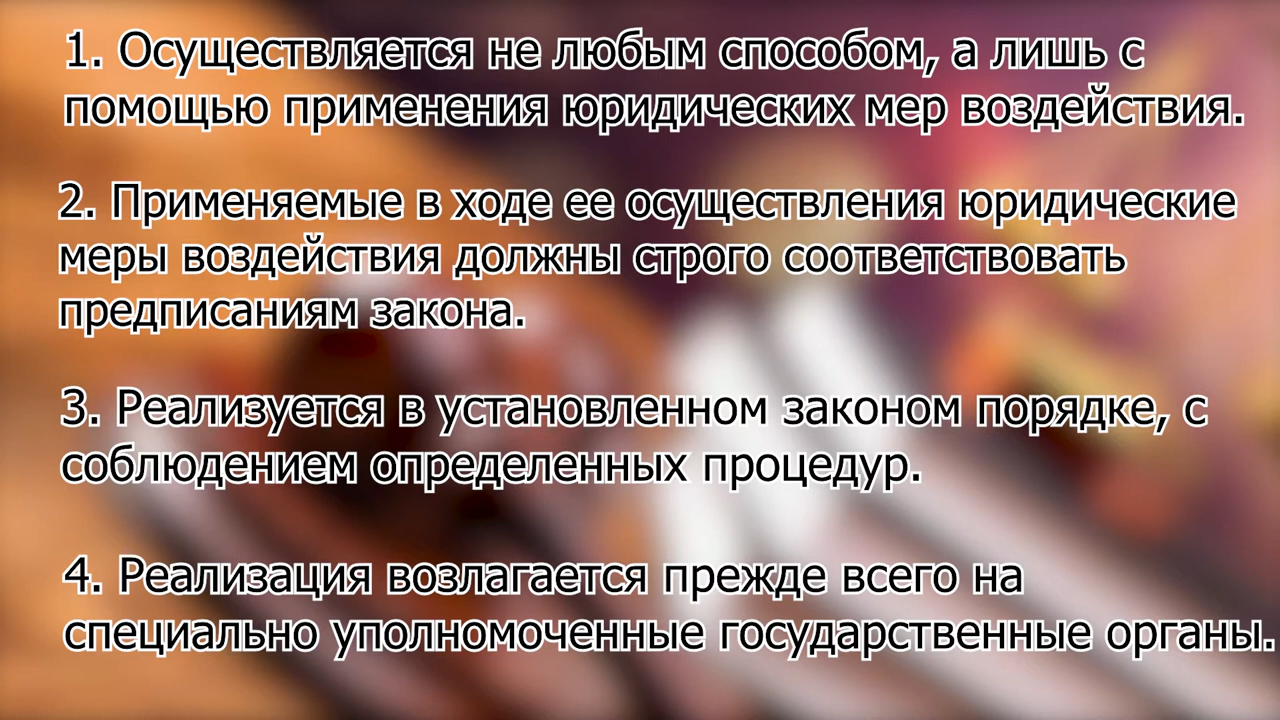 1. Осуществляется не любым способом, а лишь с
помощью применения юридических мер воздействия.
2. Применяемые в ходе ее осуществления юридические
меры воздействия должны строго соответствовать
предписаниям закона.
3. Реализуется в установленном законом порядке, с
соблюдением определенных процедур.
4. Реализация возлагается прежде всего на
специально уполномоченные государственные органы.